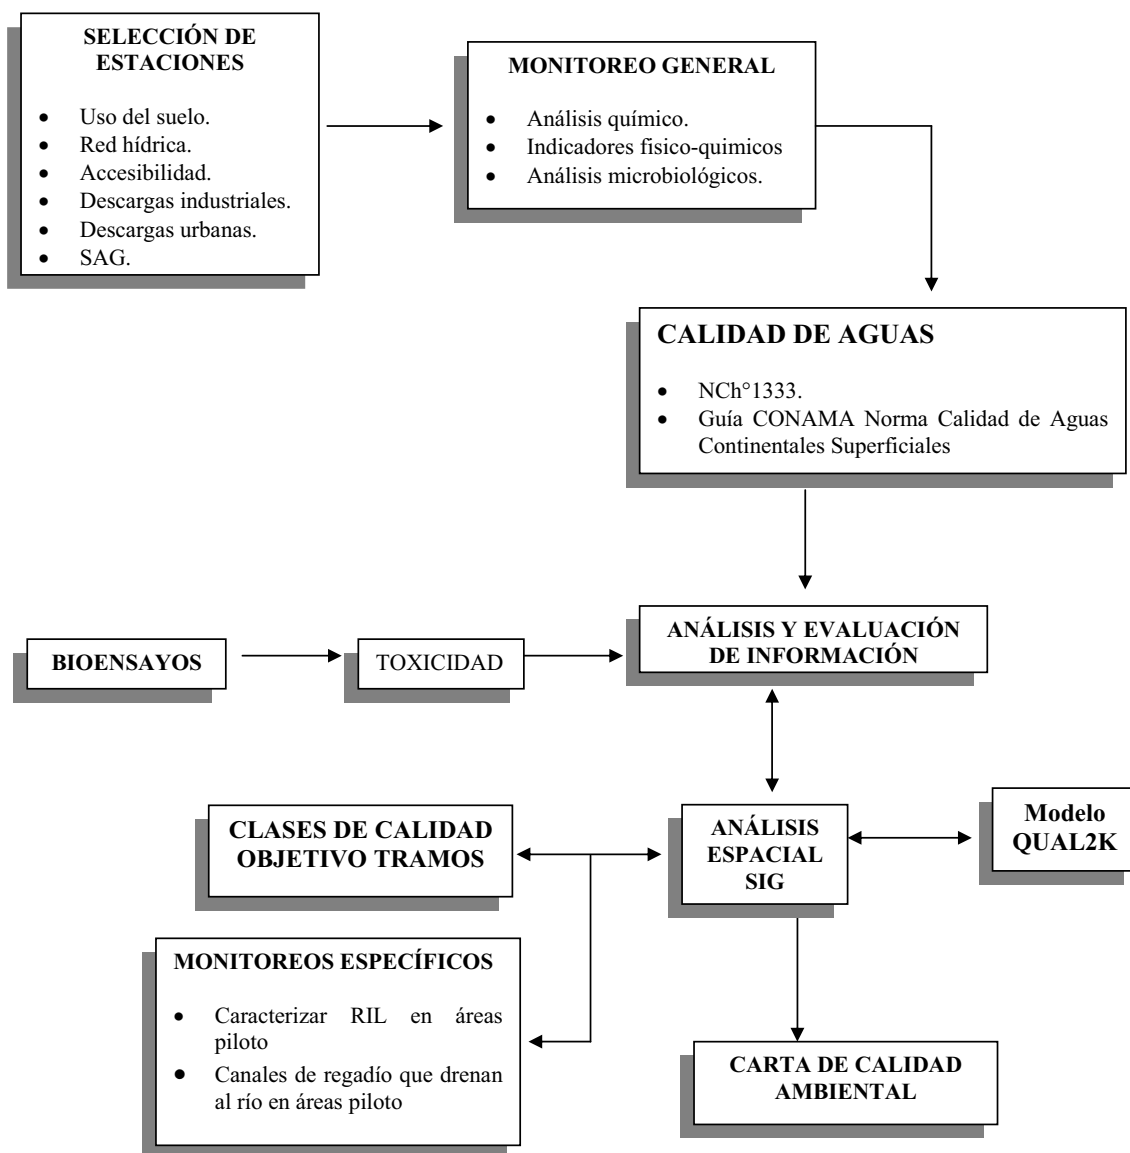 SELECCIÓN DE
ESTACIONES
• Uso del suelo.
• Red hídrica.
• Accesibilidad.
• Descargas industriales.
• Descargas urbanas.
• SAG.
MONITOREO GENERAL
• Análisis químico.
• Indicadores fisico-quimicos
• Análisis microbiológicos.
CALIDAD DE AGUAS
• NCh°1333.
• Guía CONAMA Norma Calidad de Aguas
Continentales Superficiales
BIOENSAYOS
TOXICIDAD
ANÁLISIS Y EVALUACIÓN
DE INFORMACIÓN
CLASES DE CALIDAD
OBJETIVO TRAMOS
ANÁLISIS
ESPACIAL
SIG
Modelo
QUAL2K
MONITOREOS ESPECÍFICOS
• Caracterizar RIL en áreas
piloto
• Canales de regadío que drenan
al río en áreas piloto
CARTA DE CALIDAD
AMBIENTAL